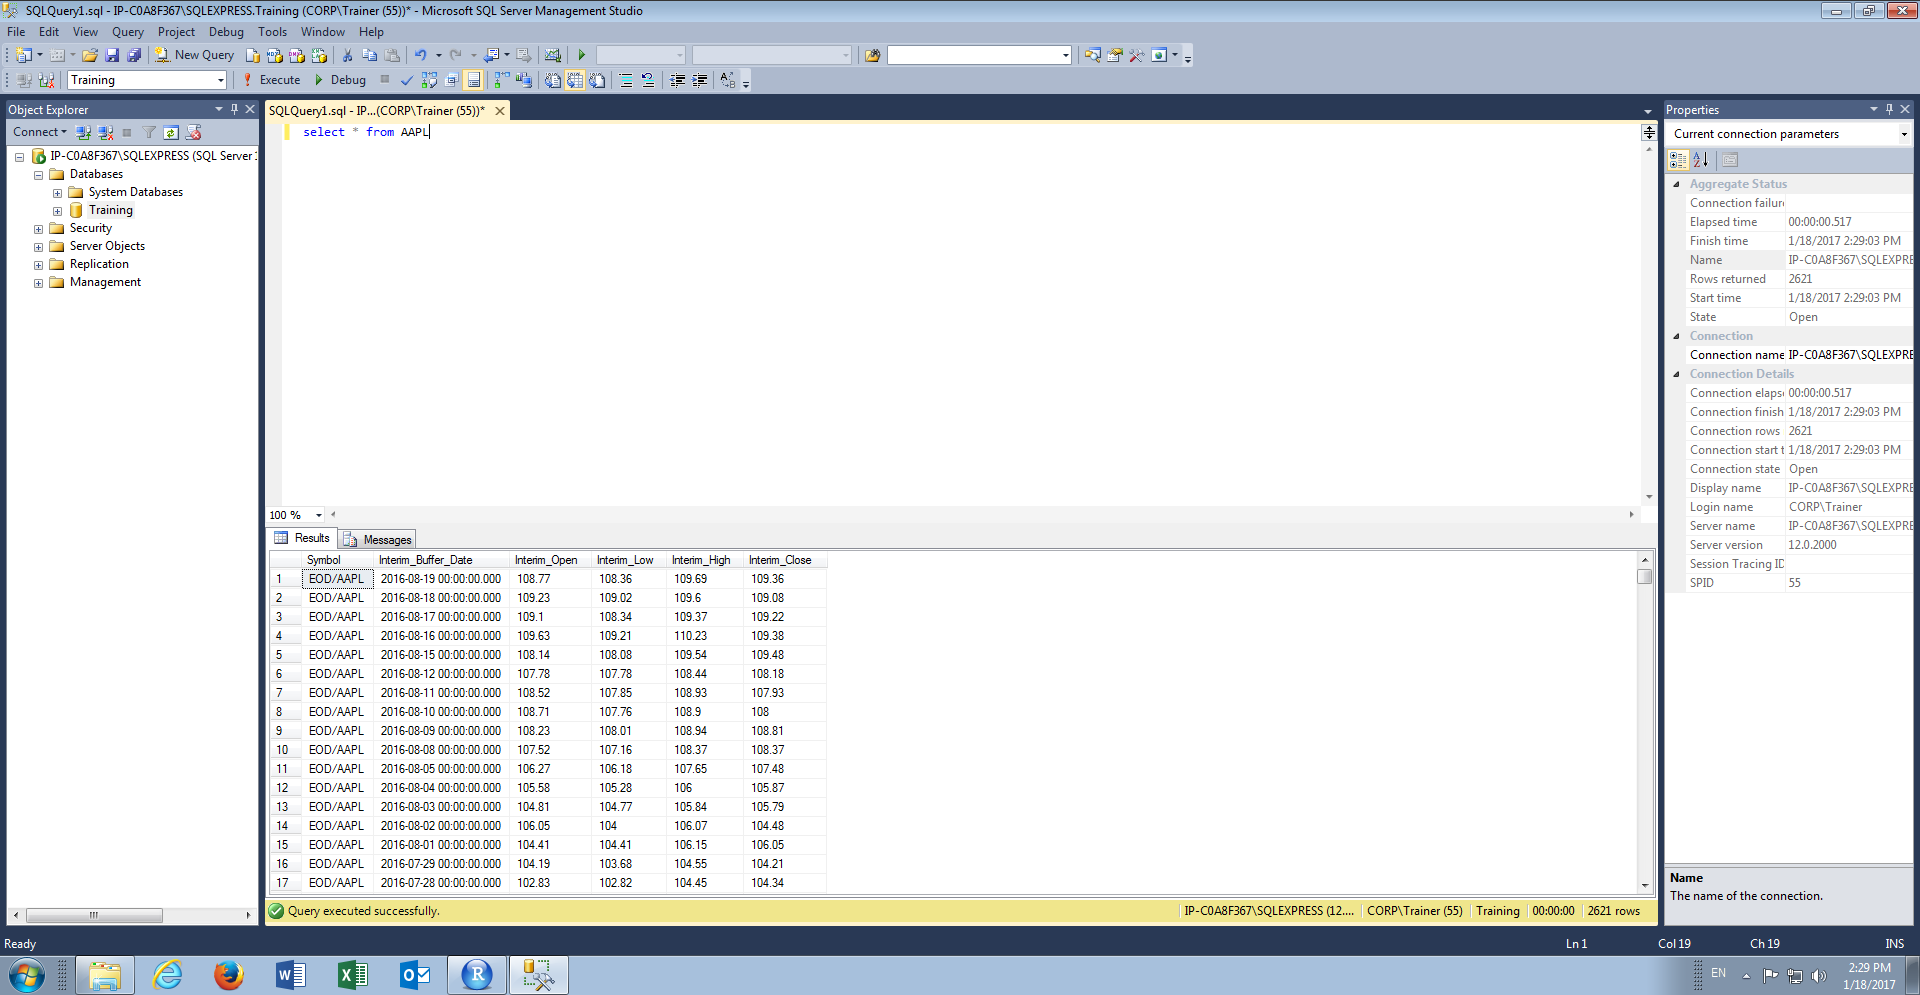 SQLQuery1.sql - IP-C0A8F367\SQLEXPRESS.Training (CORP\Trainer (55))* - Microsoft SQL Server Management Studio
File Edit View Query Project Debug Tools Window Help
New Query
Training Execute Debug
Object Explorer
Connect
IP-C0A8F367\SQLEXPRESS (SQL Server
Databases
System Databases
Training
Security
Server Objects
Replication
Management
SQLQuery1.sql - IP...(CORP\Trainer (55))*
select * from AAPL
100 %
Results Messages
Symbol Interim_Buffer_Date Interim_Open Interim_Low Interim_High Interim_Close
1 EOD/AAPL 2016-08-19 00:00:00.000 108.77 108.36 109.69 109.36
2 EOD/AAPL 2016-08-18 00:00:00.000 109.23 109.02 109.6 109.08
3 EOD/AAPL 2016-08-17 00:00:00.000 109.1 108.34 109.37 109.22
4 EOD/AAPL 2016-08-16 00:00:00.000 109.63 109.21 110.23 109.38
5 EOD/AAPL 2016-08-15 00:00:00.000 108.14 108.08 109.54 109.48
6 EOD/AAPL 2016-08-12 00:00:00.000 107.78 107.78 108.44 108.18
7 EOD/AAPL 2016-08-11 00:00:00.000 108.52 107.85 108.93 107.93
8 EOD/AAPL 2016-08-10 00:00:00.000 108.71 107.76 108.9 108
9 EOD/AAPL 2016-08-09 00:00:00.000 108.23 108.01 108.94 108.81
10 EOD/AAPL 2016-08-08 00:00:00.000 107.52 107.16 108.37 108.37
11 EOD/AAPL 2016-08-05 00:00:00.000 106.27 106.18 107.65 107.48
12 EOD/AAPL 2016-08-04 00:00:00.000 105.58 105.28 106 105.87
13 EOD/AAPL 2016-08-03 00:00:00.000 104.81 104.77 105.84 105.79
14 EOD/AAPL 2016-08-02 00:00:00.000 106.05 104 106.07 104.48
15 EOD/AAPL 2016-08-01 00:00:00.000 104.41 104.41 106.15 106.05
16 EOD/AAPL 2016-07-29 00:00:00.000 104.19 103.68 104.55 104.21
17 EOD/AAPL 2016-07-28 00:00:00.000 102.83 102.82 104.45 104.34
Query executed successfully. IP-C0A8F367\SQLEXPRESS (12.... CORP\Trainer (55) Training 00:00:00 2621 rows
Properties
Current connection parameters
Aggregate Status
Connection failur
Elapsed time 00:00:00.517
Finish time 1/18/2017 2:29:03 PM
Name IP-C0A8F367\SQLEXPRE
Rows returned 2621
Start time 1/18/2017 2:29:03 PM
State Open
Connection
Connection name IP-C0A8F367\SQLEXPRE
Connection Details
Connection elaps 00:00:00.517
Connection finish 1/18/2017 2:29:03 PM
Connection rows 2621
Connection start t 1/18/2017 2:29:03 PM
Connection state Open
Display name IP-C0A8F367\SQLEXPRE
Login name CORP\Trainer
Server name IP-C0A8F367\SQLEXPRE
Server version 12.0.2000
Session Tracing ID
SPID 55
Name
The name of the connection.
Ready Ln 1 Col 19 Ch 19 INS
EN 2:29 PM
1/18/2017